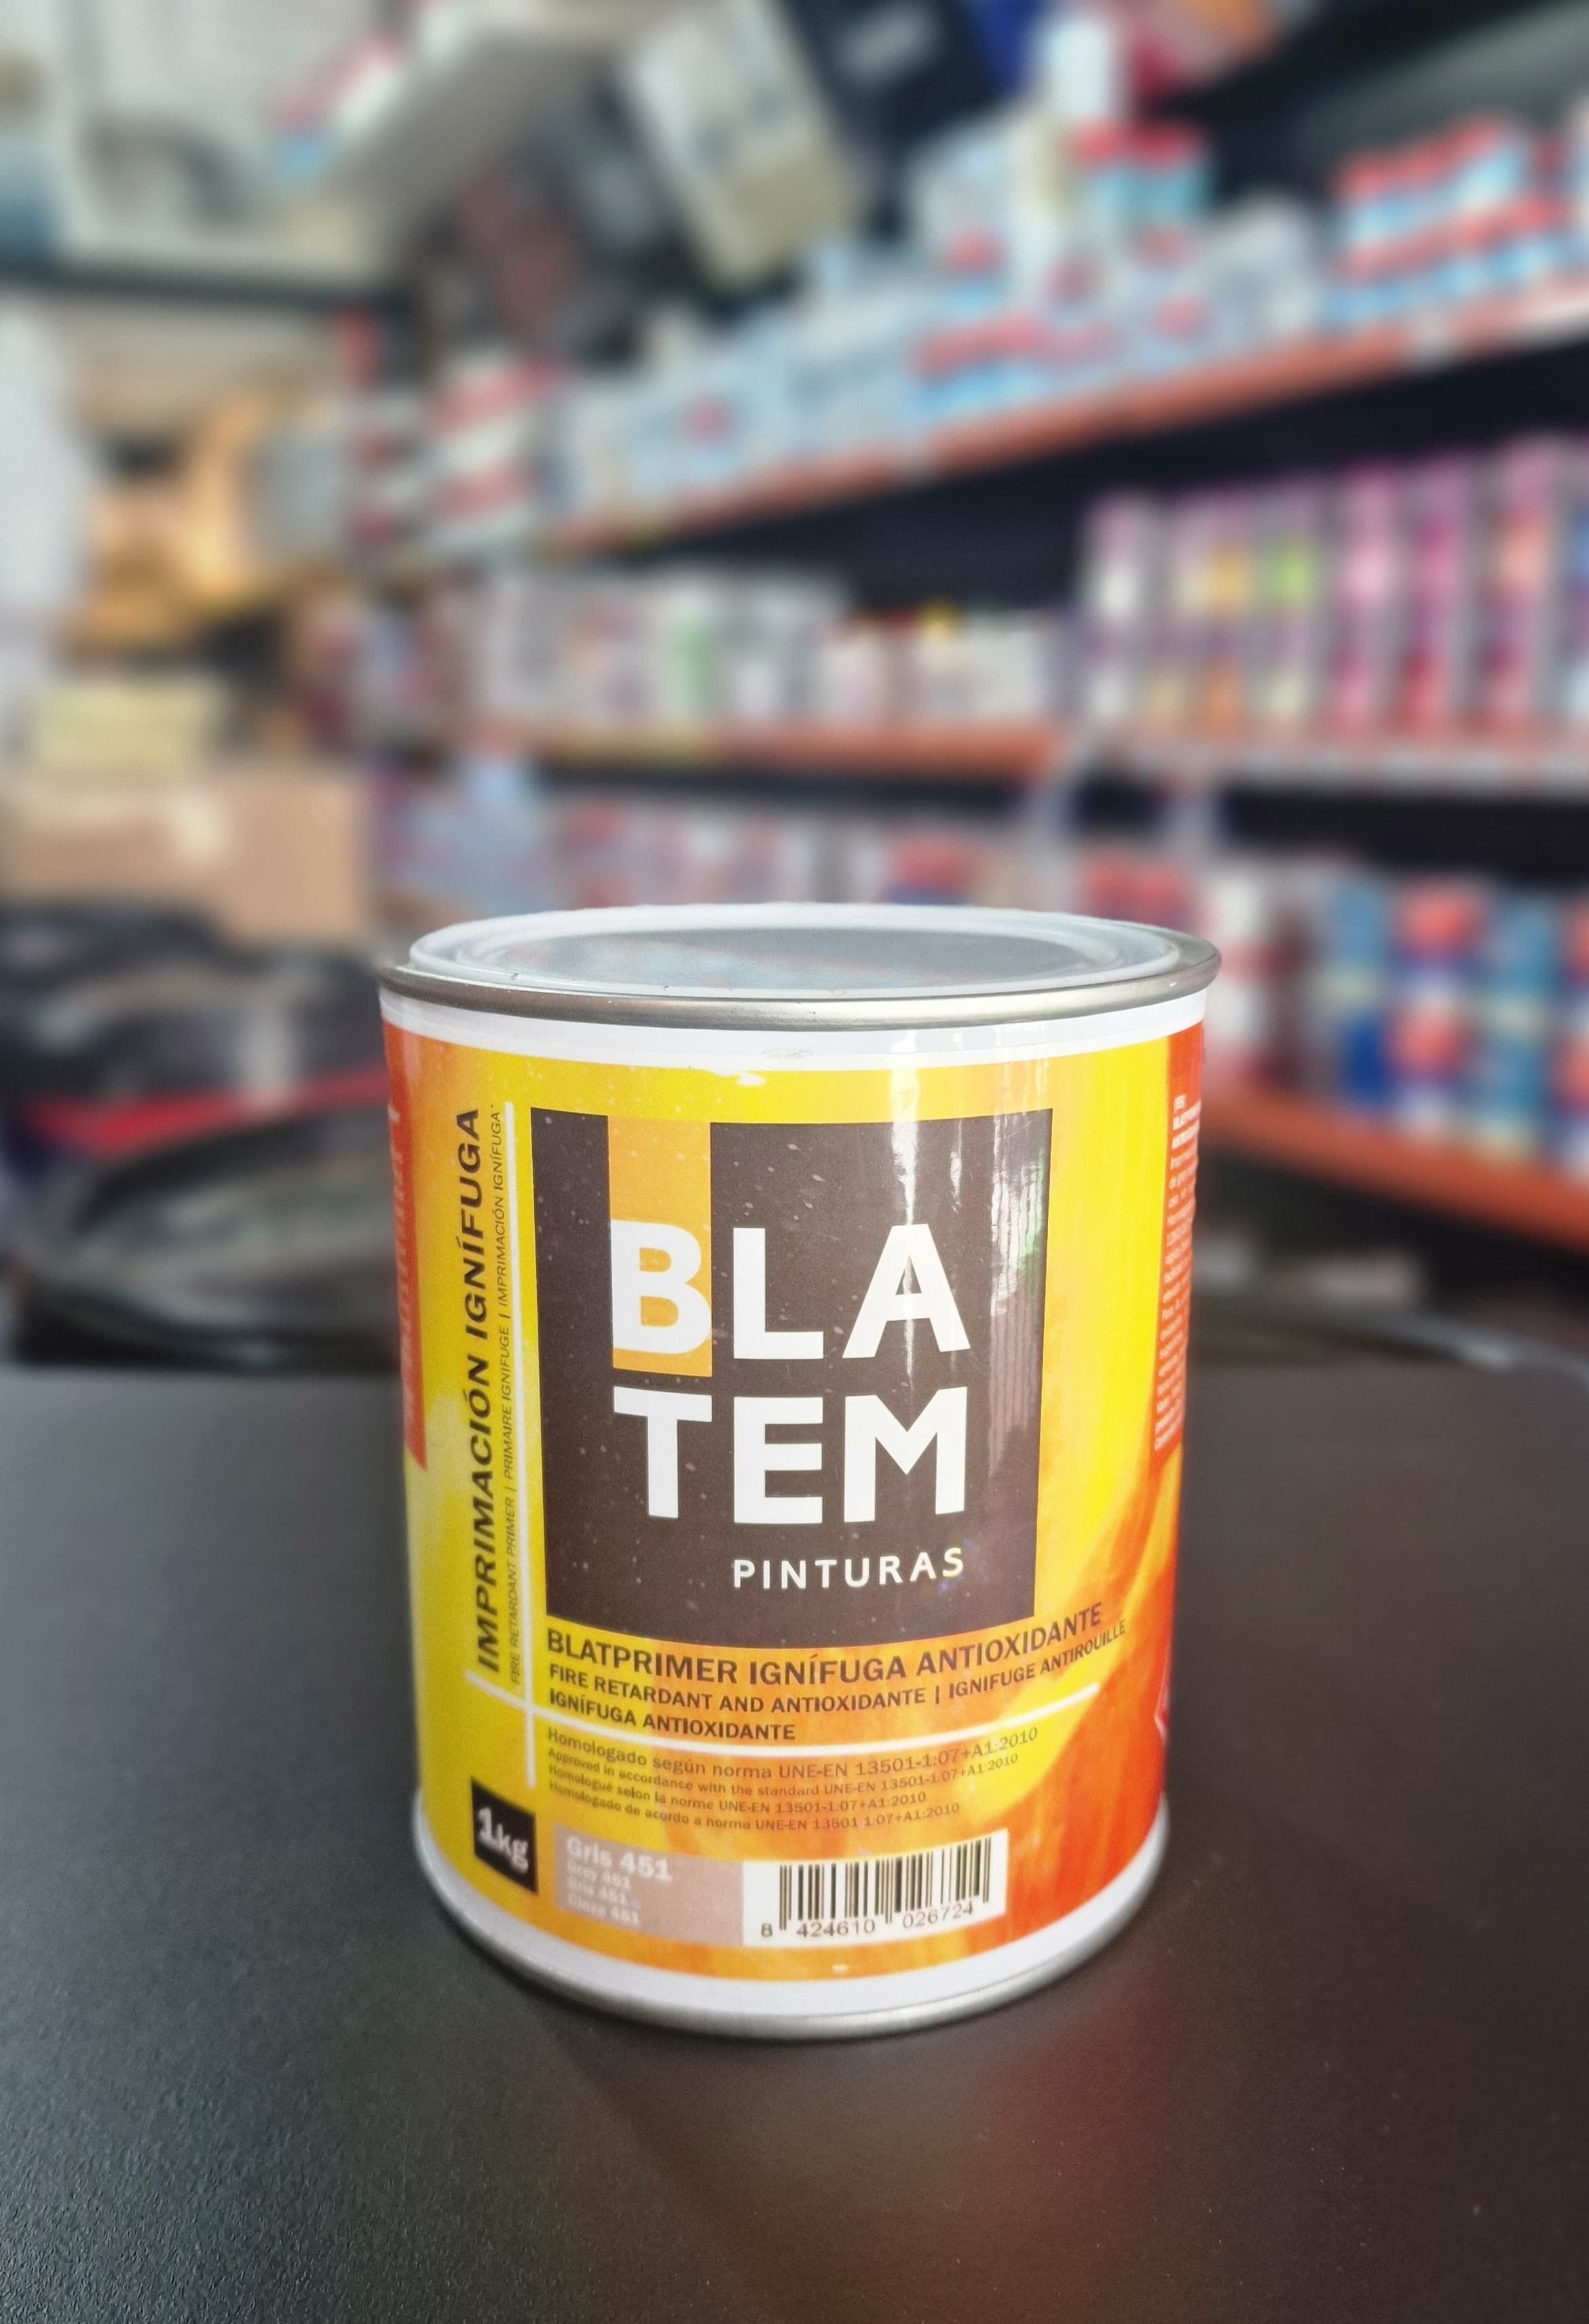 IMPRIMACIÓN IGNÍFUGA
FIRE RETARDANT PRIMER | PRIMAIRE IGNIFUGE | IMPRIMACIÓN IGNÍFUGA
BLA
TEM
PINTURAS
BLATPRIMER IGNÍFUGA ANTIOXIDANTE
FIRE RETARDANT AND ANTIOXIDANTE | IGNIFUGE ANTIROUILLE
IGNÍFUGA ANTIOXIDANTE
Homologado según norma UNE-EN 13501-1:07+A1:2010
Approved in accordance with the standard UNE-EN 13501-1:07+A1:2010
Homologué selon la norme UNE-EN 13501-1:07+A1:2010
Homologado de acordo a norma UNE-EN 13501-1:07+A1:2010
1kg
Gris 451
Gray 451
Gris 451
Cinza 451
8 424610 026724